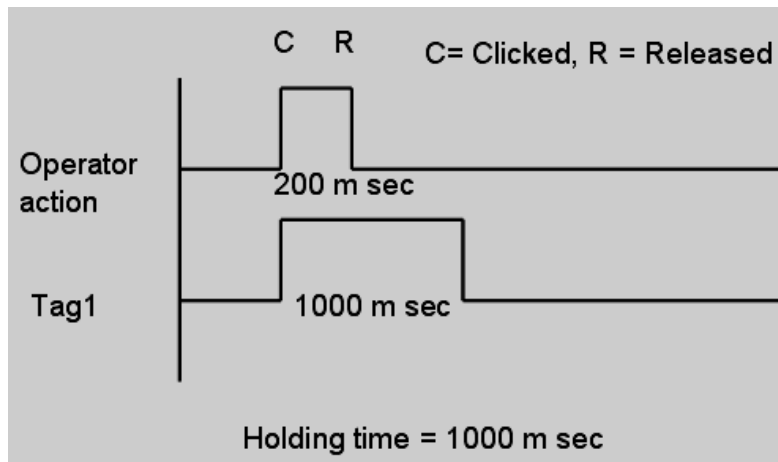 C R
C= Clicked, R = Released
Operator
action
200 m sec
Tag1
1000 m sec
Holding time = 1000 m sec